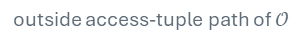 outside access-tuple path of 𝒪